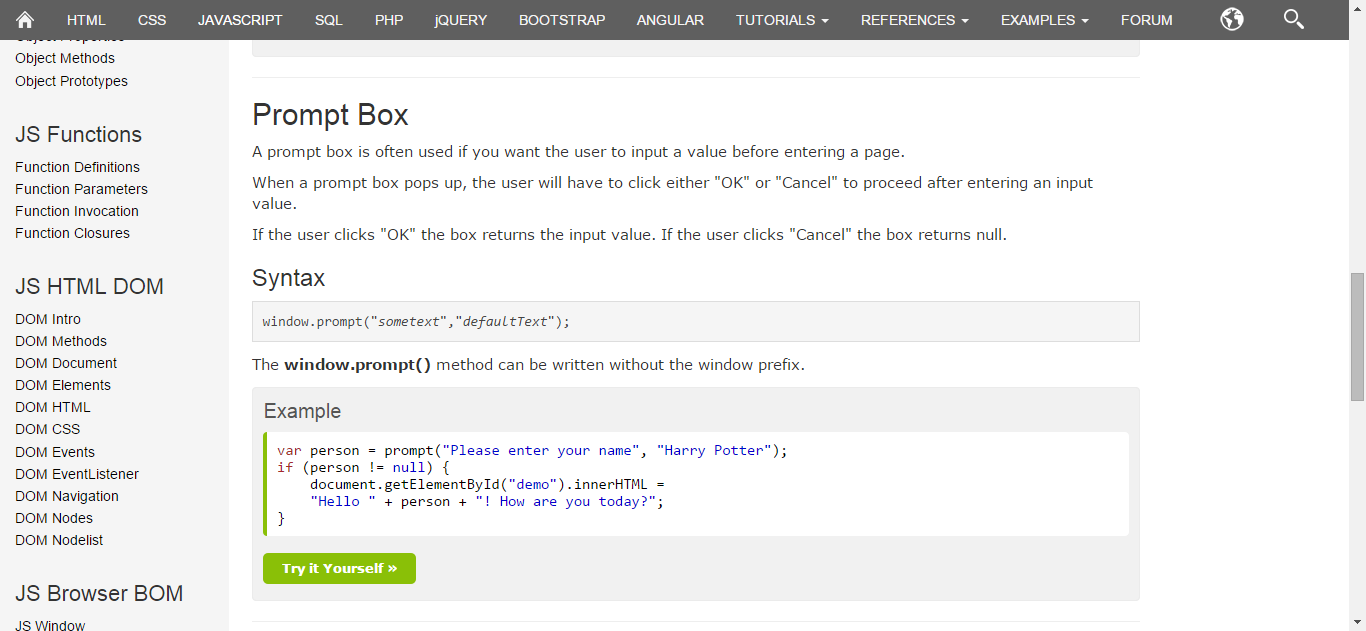 HTML CSS JAVASCRIPT SQL PHP jQUERY BOOTSTRAP ANGULAR TUTORIALS REFERENCES EXAMPLES FORUM
Object Properties
Object Methods
Object Prototypes
JS Functions
Function Definitions
Function Parameters
Function Invocation
Function Closures
JS HTML DOM
DOM Intro
DOM Methods
DOM Document
DOM Elements
DOM HTML
DOM CSS
DOM Events
DOM EventListener
DOM Navigation
DOM Nodes
DOM Nodelist
JS Browser BOM
JS Window
Prompt Box
A prompt box is often used if you want the user to input a value before entering a page.
When a prompt box pops up, the user will have to click either "OK" or "Cancel" to proceed after entering an input
value.
If the user clicks "OK" the box returns the input value. If the user clicks "Cancel" the box returns null.
Syntax
window.prompt("sometext","defaultText");
The window.prompt() method can be written without the window prefix.
Example
var person = prompt("Please enter your name", "Harry Potter");
if (person != null) {
    document.getElementById("demo").innerHTML =
    "Hello " + person + "! How are you today?";
}
Try it Yourself »